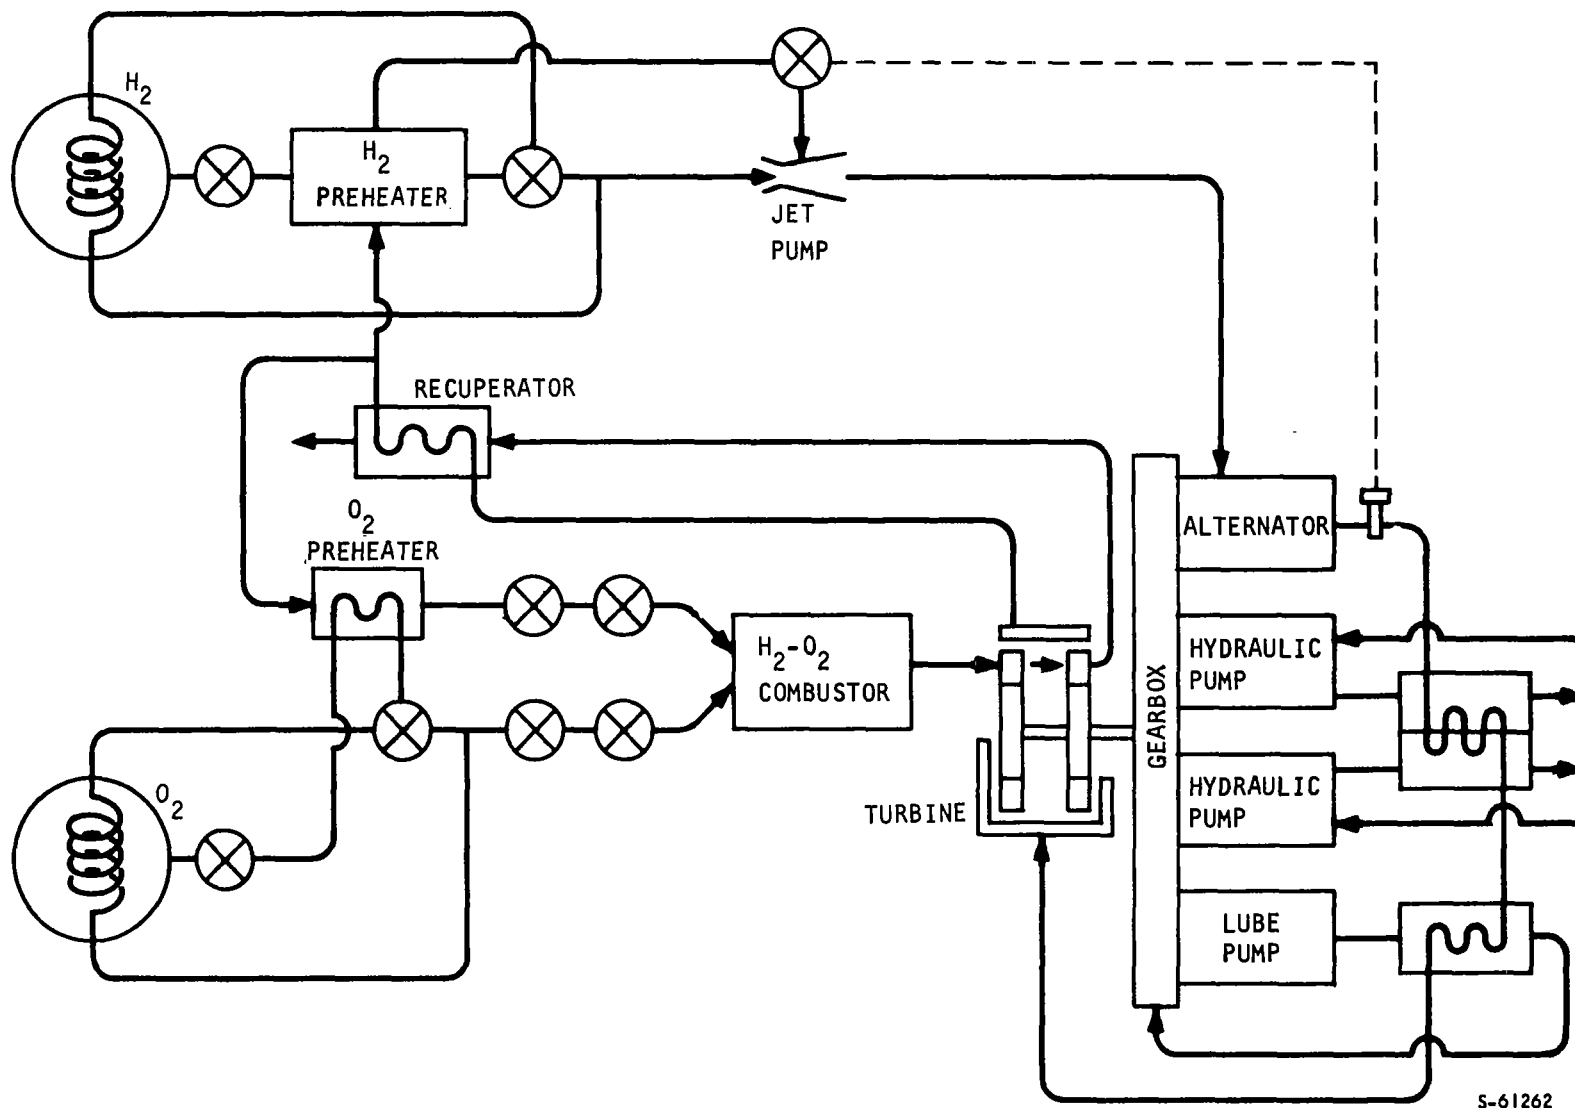 H2
H2
PREHEATER
JET
PUMP
RECUPERATOR
O2
PREHEATER
ALTERNATOR
H2-O2
COMBUSTOR
HYDRAULIC
PUMP
GEARBOX
O2
TURBINE
HYDRAULIC
PUMP
LUBE
PUMP
S-61262